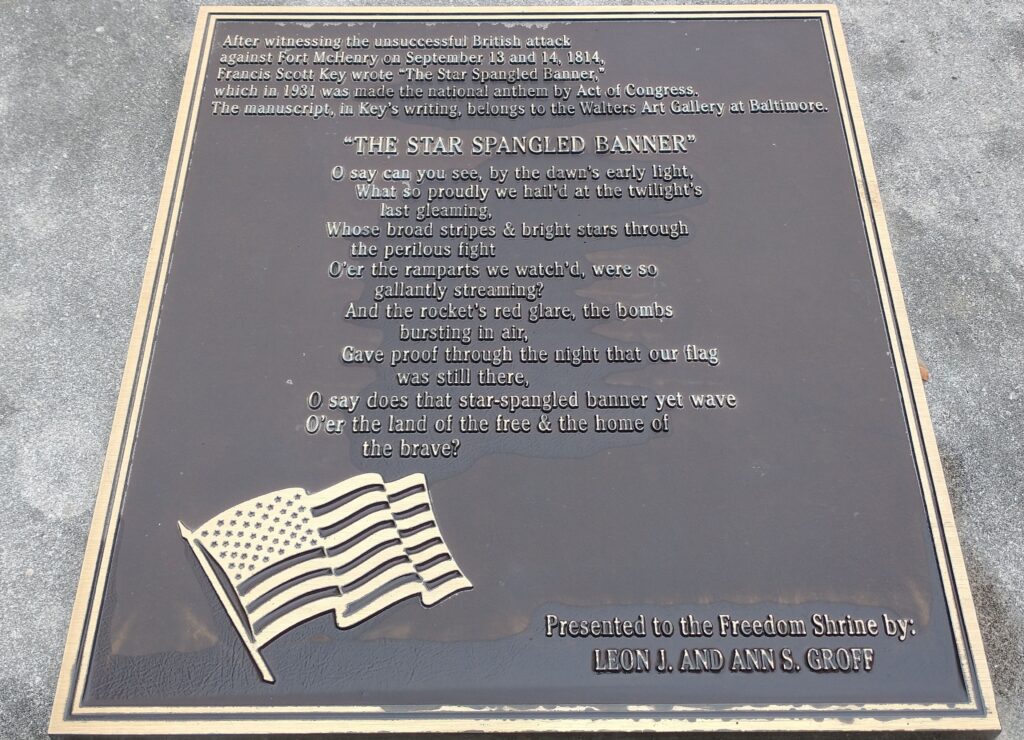 After witnessing the unsuccessful British attack
against Fort McHenry on September 13 and 14, 1814,
Francis Scott Key wrote "The Star Spangled Banner,"
which in 1931 was made the national anthem by Act of Congress.
The manuscript, in Key's writing, belongs to the Walters Art Gallery at Baltimore.
"THE STAR SPANGLED BANNER"
O say can you see, by the dawn's early light,
What so proudly we hail'd at the twilight's
last gleaming,
Whose broad stripes & bright stars through
the perilous fight
O'er the ramparts we watch'd, were so
gallantly streaming?
And the rocket's red glare, the bombs
bursting in air,
Gave proof through the night that our flag
was still there,
O say does that star-spangled banner yet wave
O'er the land of the free & the home of
the brave?
Presented to the Freedom Shrine by:
LEON J. AND ANN S. GROFF